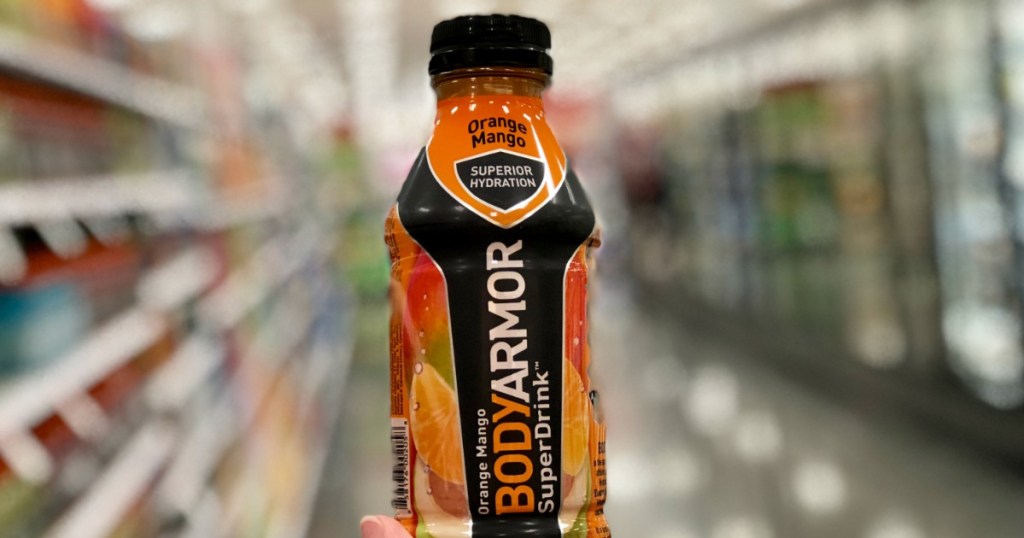 Orange
Mango
SUPERIOR
HYDRATION
Orange Mango
BODYARMOR
SuperDrink™